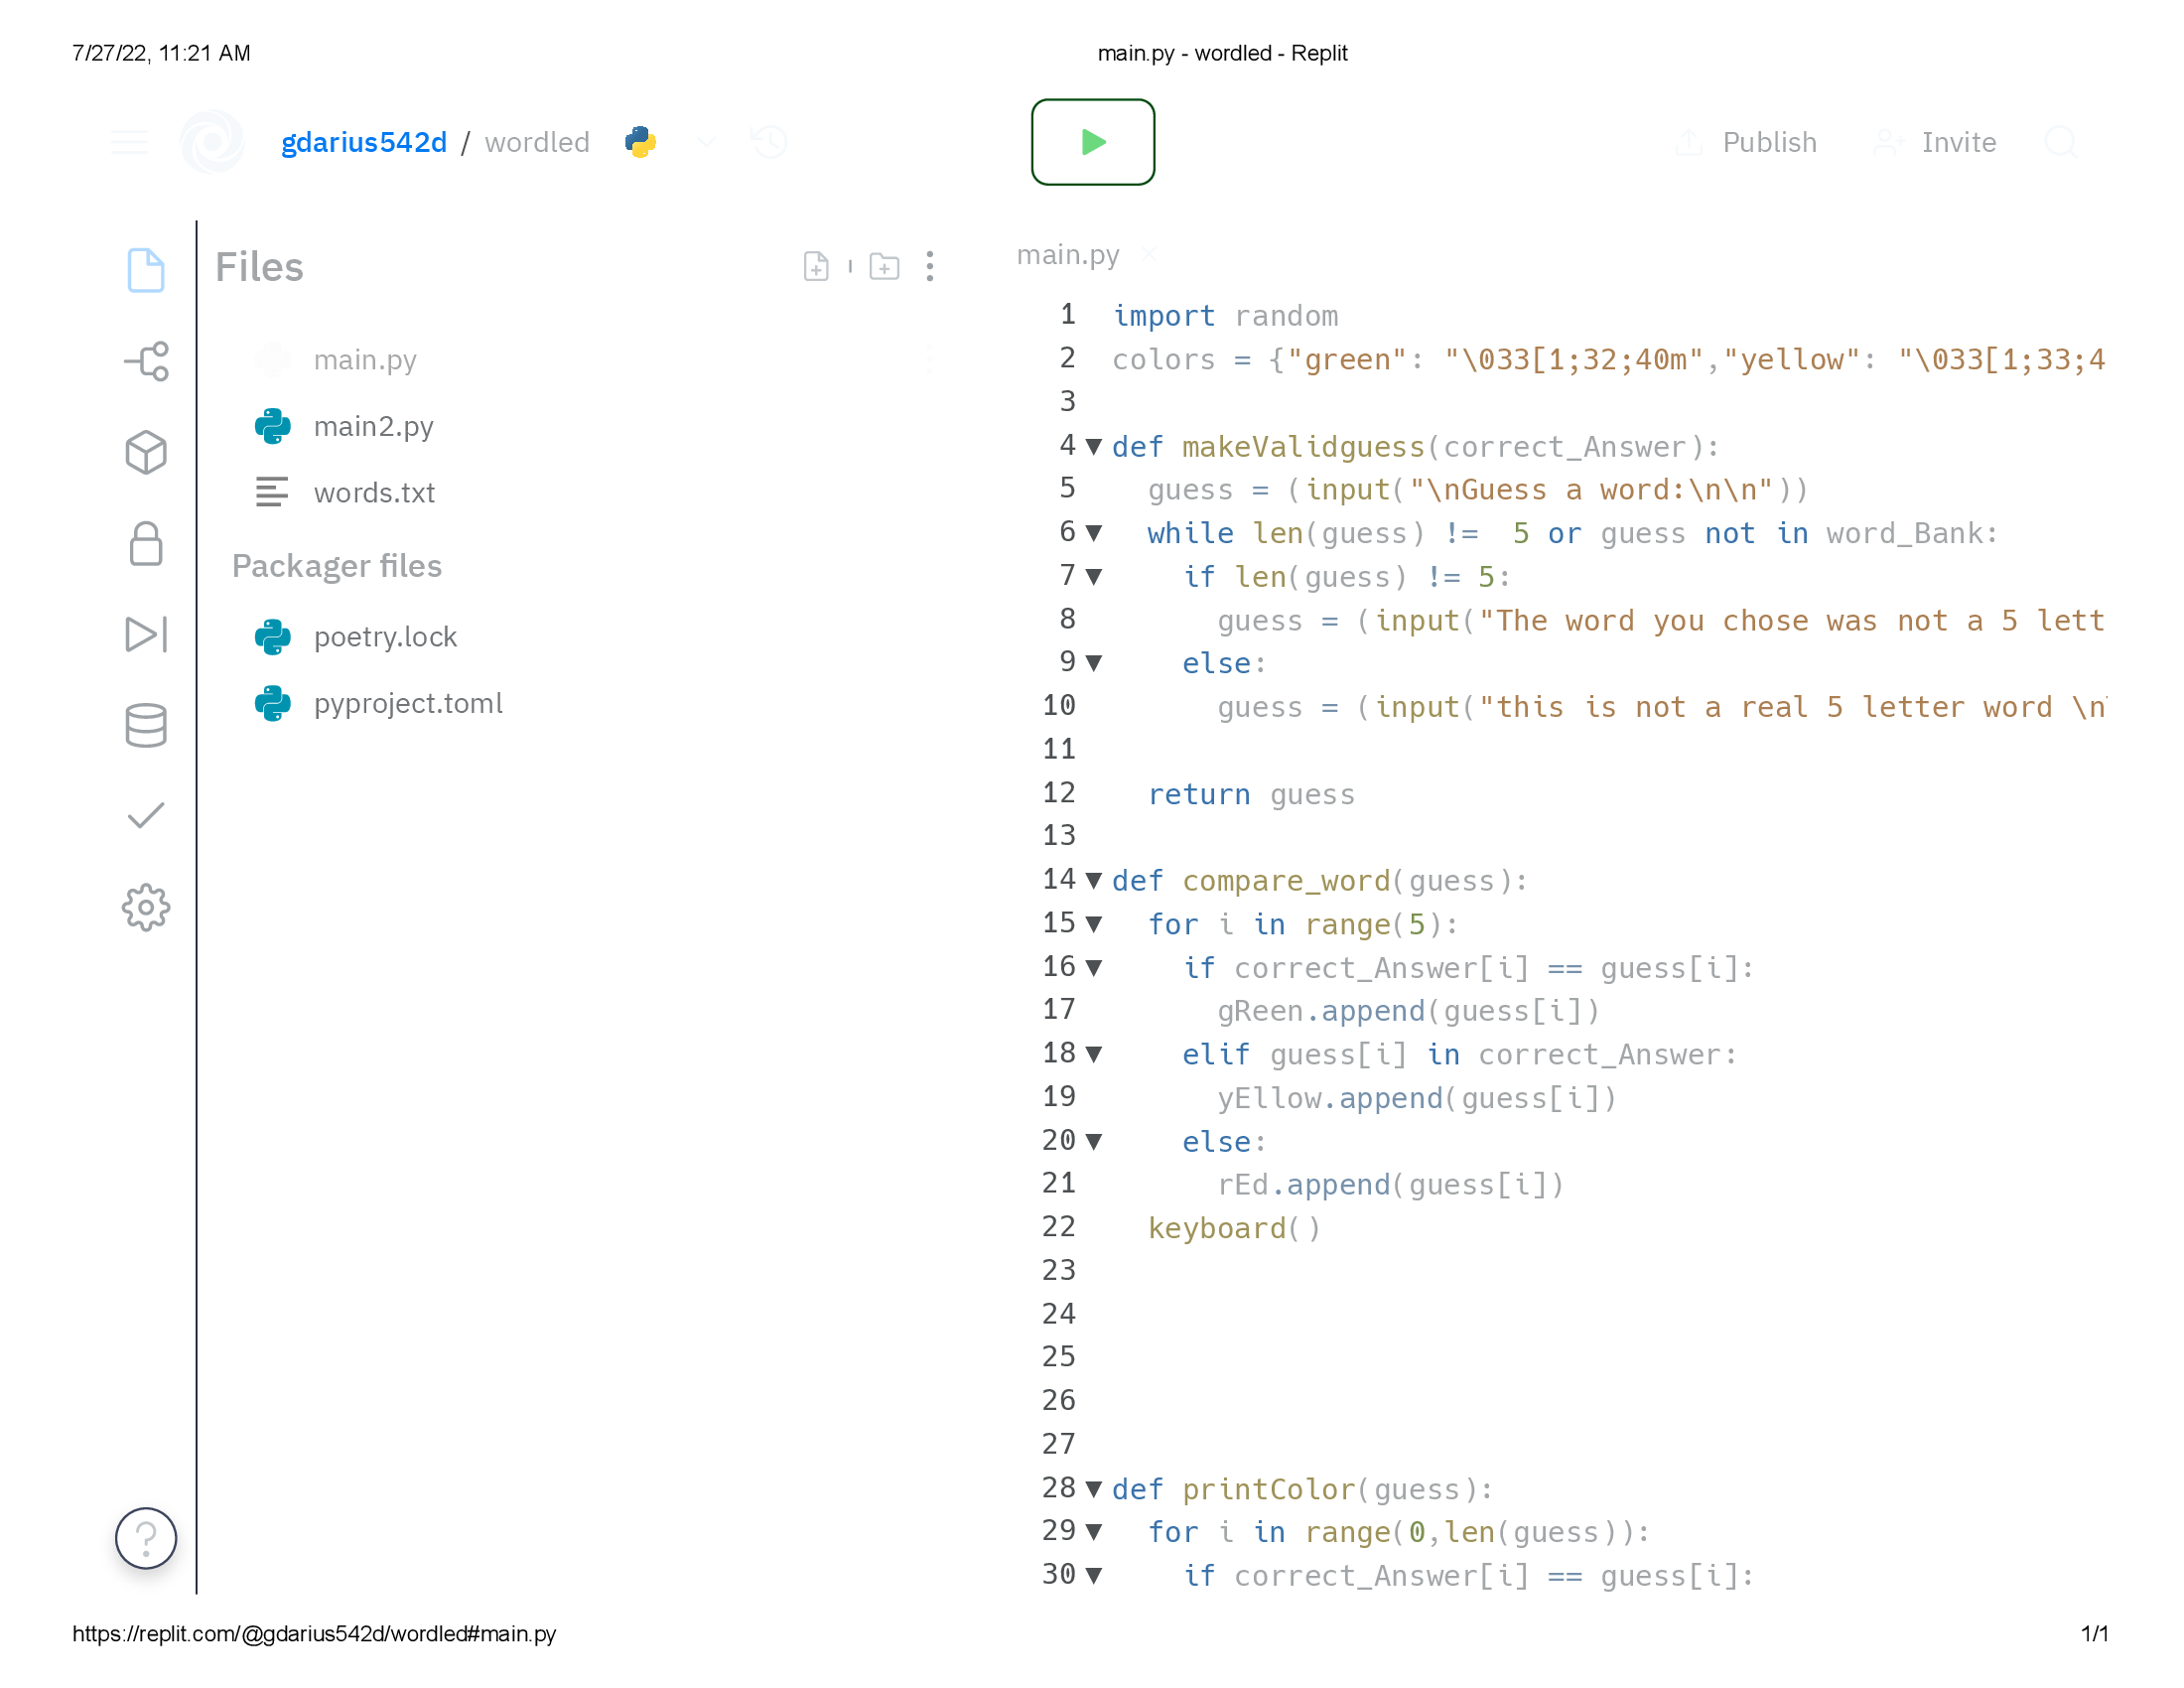 7/27/22, 11:21 AM
main.py - wordled - Replit
gdarius542d / wordled
Publish
Invite
Files
main.py
main2.py
words.txt
Packager files
poetry.lock
pyproject.toml
main.py
1 import random
2 colors = {"green": "\033[1;32;40m","yellow": "\033[1;33;4
3
4 def makeValidguess(correct_Answer):
5   guess = (input("\nGuess a word:\n\n"))
6   while len(guess) !=  5 or guess not in word_Bank:
7     if len(guess) != 5:
8       guess = (input("The word you chose was not a 5 lett
9     else:
10       guess = (input("this is not a real 5 letter word \n
11
12   return guess
13
14 def compare_word(guess):
15   for i in range(5):
16     if correct_Answer[i] == guess[i]:
17       gReen.append(guess[i])
18     elif guess[i] in correct_Answer:
19       yEllow.append(guess[i])
20     else:
21       rEd.append(guess[i])
22   keyboard()
23
24
25
26
27
28 def printColor(guess):
29   for i in range(0,len(guess)):
30     if correct_Answer[i] == guess[i]:
https://replit.com/@gdarius542d/wordled#main.py
1/1